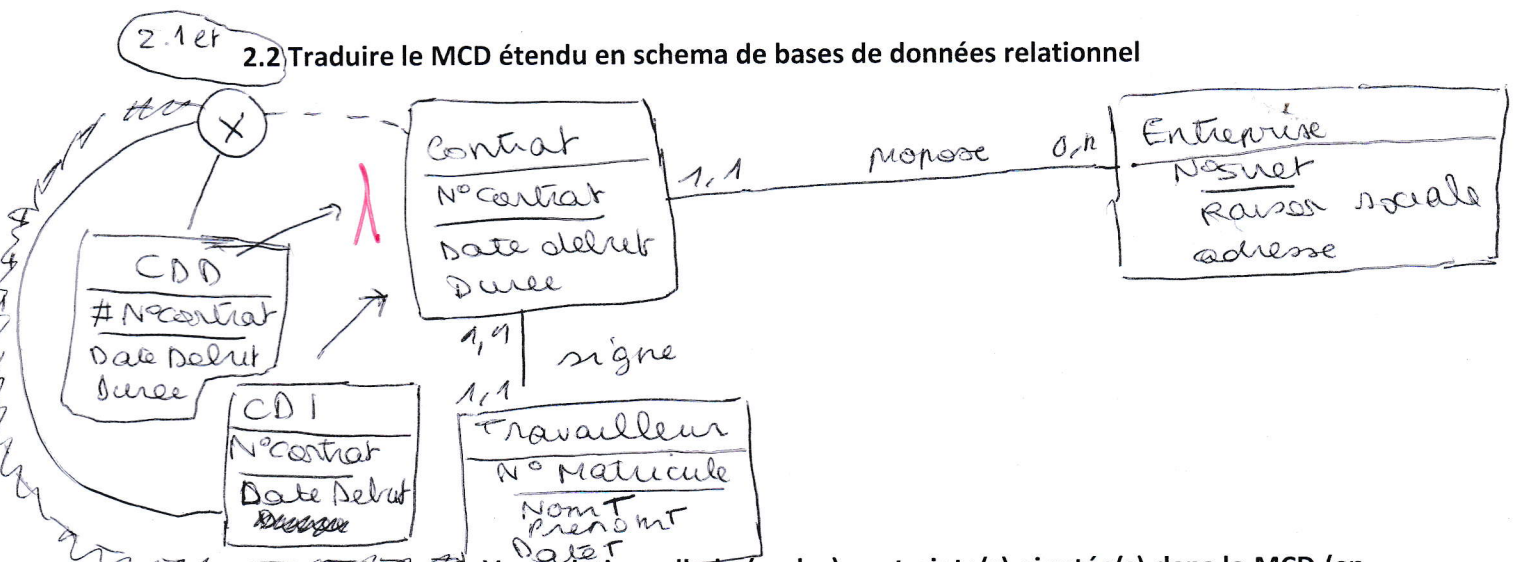 2.1 et
2.2 Traduire le MCD étendu en schema de bases de données relationnel
X
Contrat
N° Contrat
Date debut
Duree
1,1
propose
0,n
Entreprise
N° Siret
Raison sociale
adresse
CDD
# N° contrat
Date Debut
Duree
1,1
signe
1,1
CDI
N° contrat
Date Debut
Travailleur
N° Matricule
NomT
PrenomT
DateT